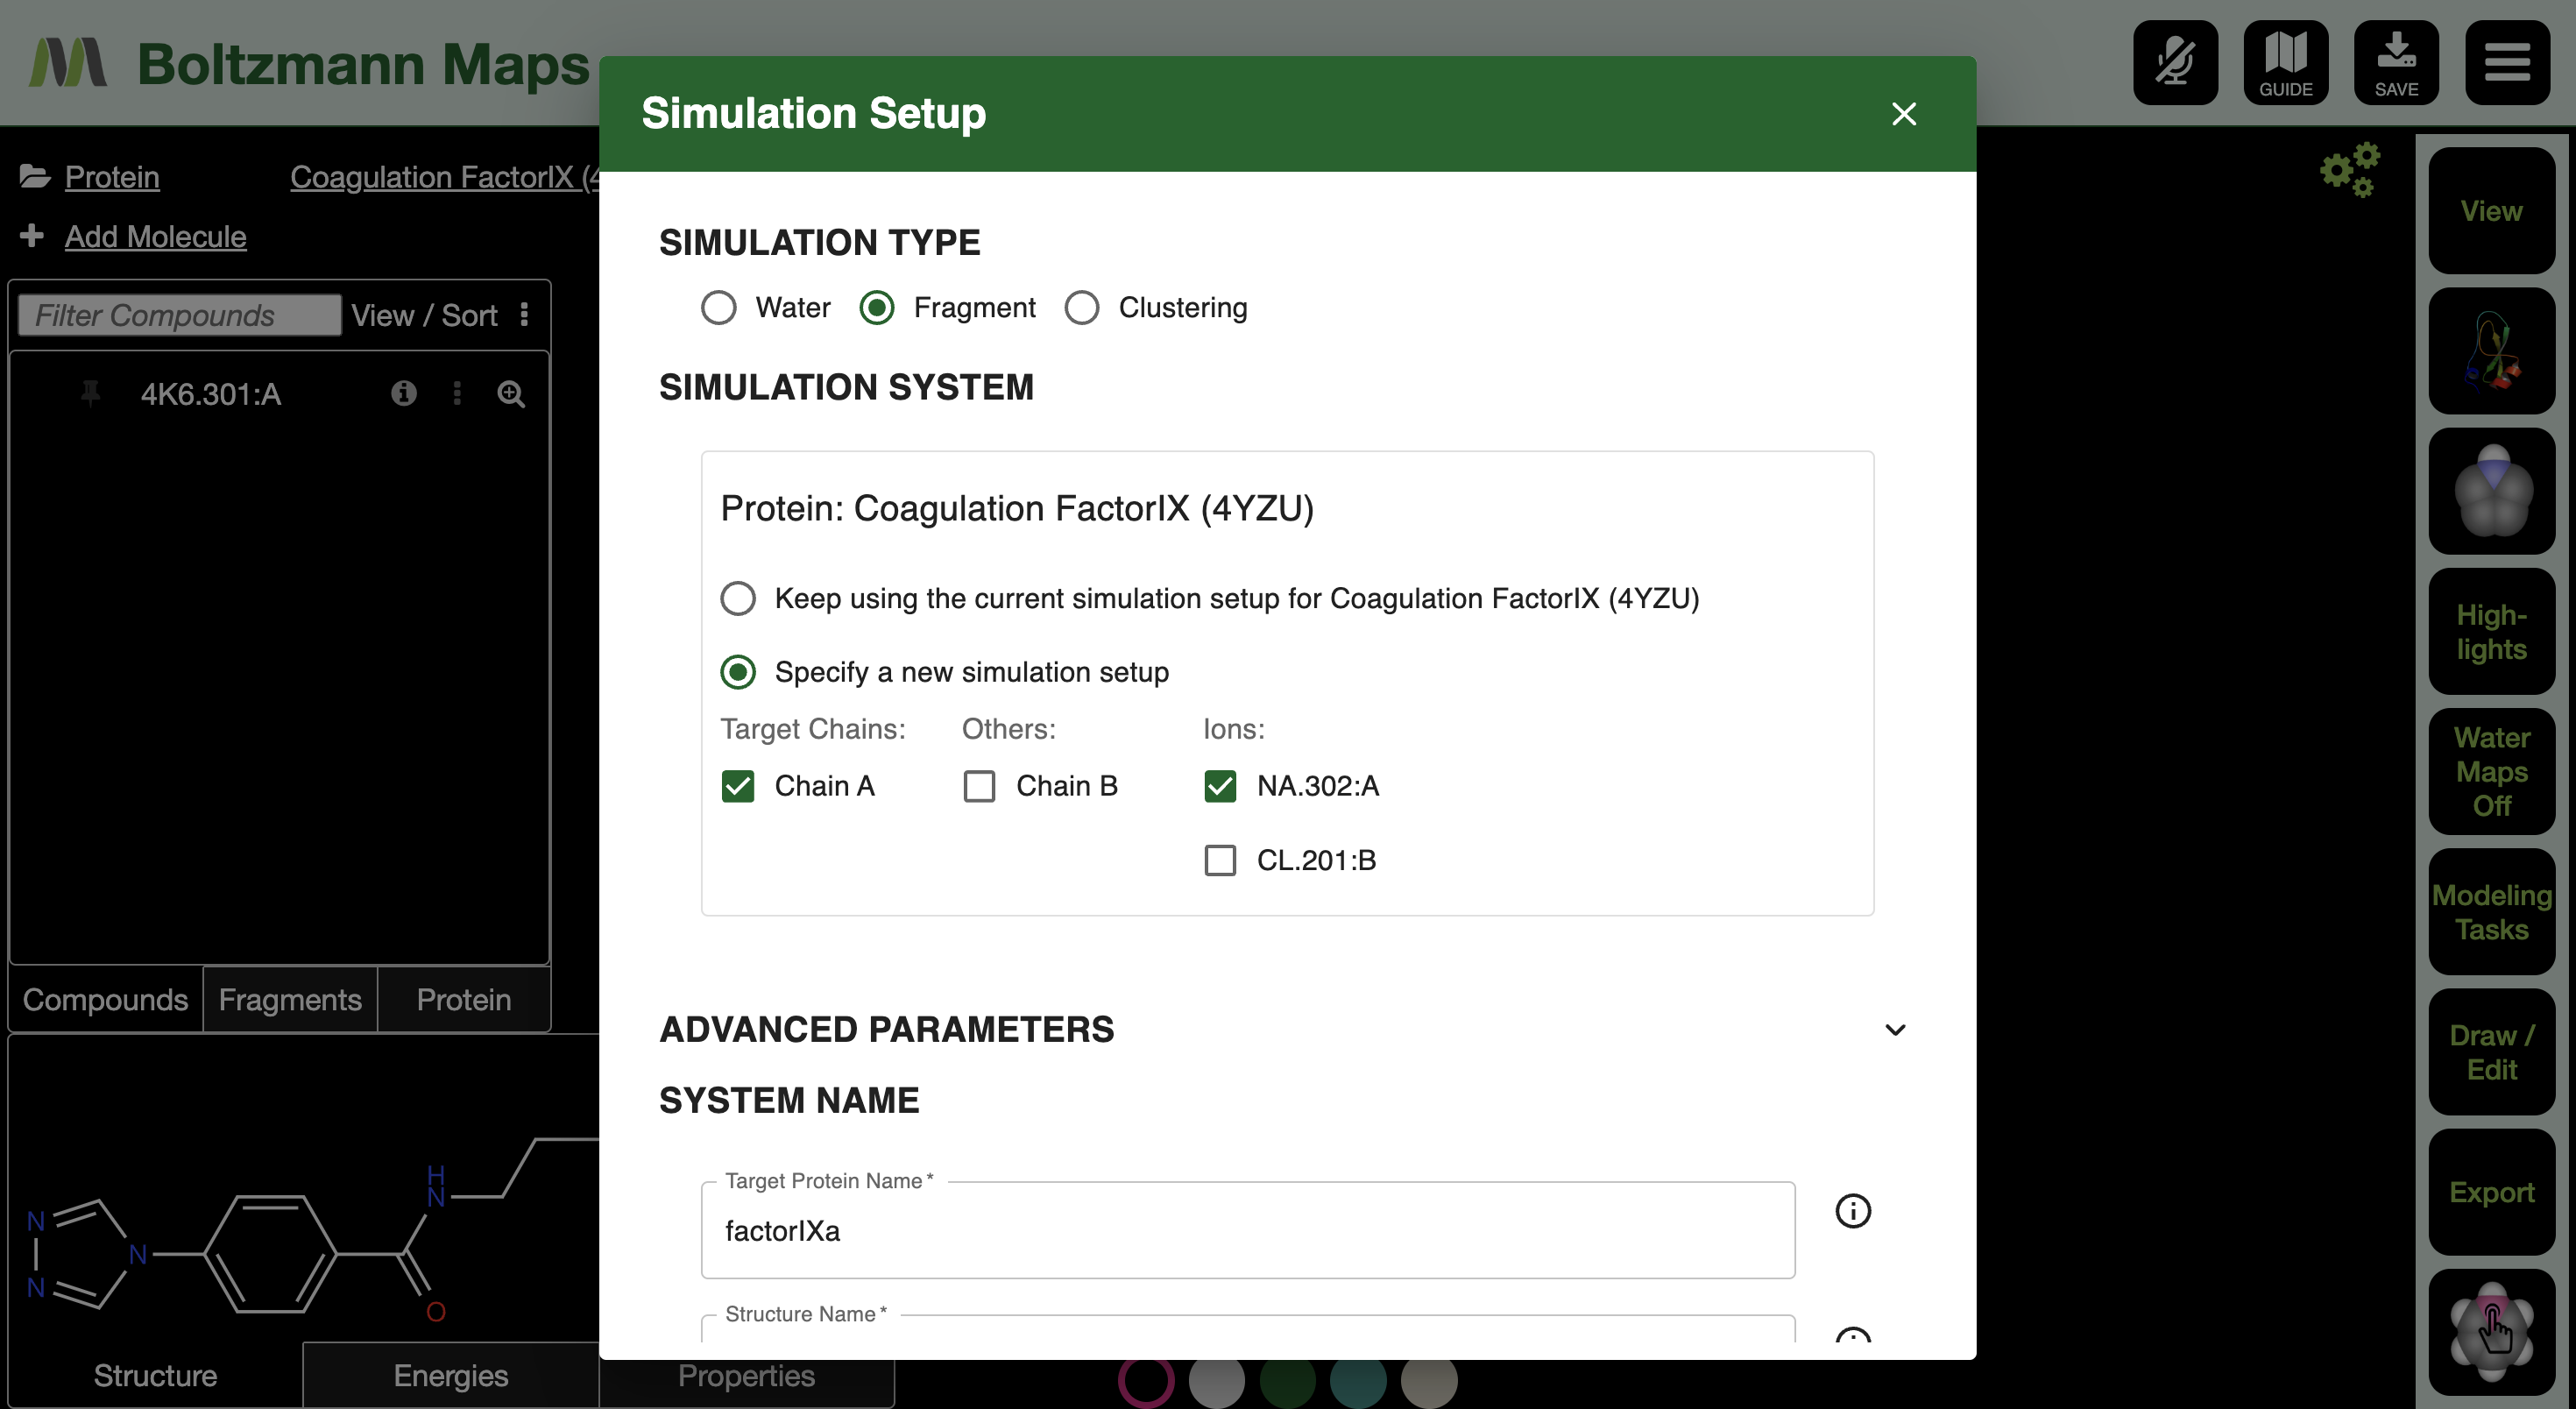 Boltzmann Maps
GUIDE
SAVE
Protein
Coagulation FactorIX (4
Add Molecule
Filter Compounds
View / Sort
4K6.301:A
Compounds
Fragments
Protein
N
N
N
H
N
O
Structure
Energies
Properties
Simulation Setup
SIMULATION TYPE
Water
Fragment
Clustering
SIMULATION SYSTEM
Protein: Coagulation FactorIX (4YZU)
Keep using the current simulation setup for Coagulation FactorIX (4YZU)
Specify a new simulation setup
Target Chains:
Others:
Ions:
Chain A
Chain B
NA.302:A
CL.201:B
ADVANCED PARAMETERS
SYSTEM NAME
Target Protein Name *
factorIXa
Structure Name *
View
High-
lights
Water
Maps
Off
Modeling
Tasks
Draw /
Edit
Export